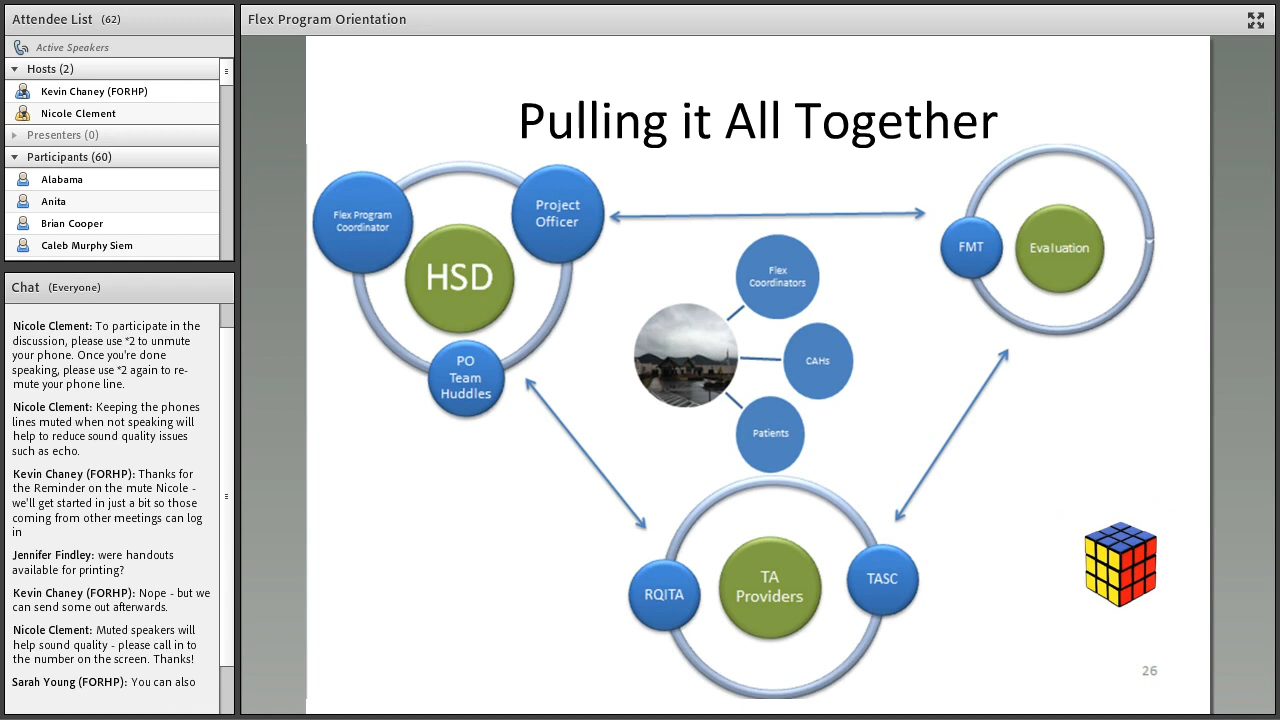 Attendee List (62)
Active Speakers
Hosts (2)
Kevin Chaney (FORHP)
Nicole Clement
Presenters (0)
Participants (60)
Alabama
Anita
Brian Cooper
Caleb Murphy Siem
Chat (Everyone)
Nicole Clement: To participate in the
discussion, please use *2 to unmute
your phone. Once you're done
speaking, please use *2 again to re-
mute your phone line.
Nicole Clement: Keeping the phones
lines muted when not speaking will
help to reduce sound quality issues
such as echo.
Kevin Chaney (FORHP): Thanks for
the Reminder on the mute Nicole -
we'll get started in just a bit so those
coming from other meetings can log
in
Jennifer Findley: were handouts
available for printing?
Kevin Chaney (FORHP): Nope - but we
can send some out afterwards.
Nicole Clement: Muted speakers will
help sound quality - please call in to
the number on the screen. Thanks!
Sarah Young (FORHP): You can also
Flex Program Orientation
Pulling it All Together
Flex Program
Coordinator
Project
Officer
HSD
PO
Team
Huddles
FMT
Evaluation
Flex
Coordinators
CAHs
Patients
RQITA
TA
Providers
TASC
26